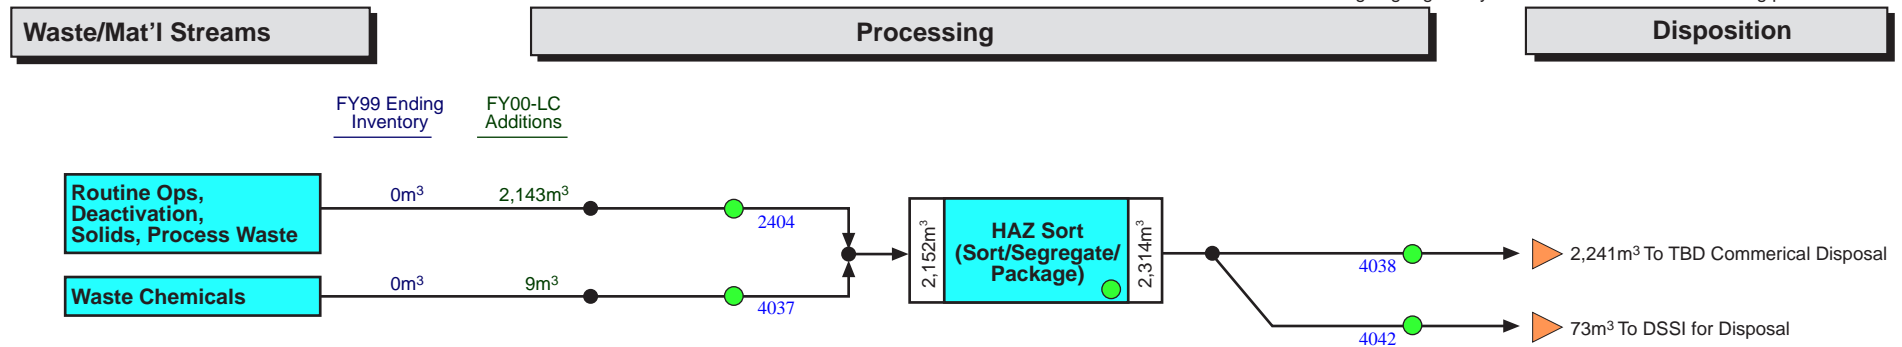 Waste/Mat'l Streams
Processing
Disposition
FY99 Ending
Inventory
FY00-LC
Additions
Routine Ops,
Deactivation,
Solids, Process Waste
0m³
2,143m³
2404
Waste Chemicals
0m³
9m³
4037
2,152m³
HAZ Sort
(Sort/Segregate/
Package)
2,314m³
4038
2,241m³ To TBD Commerical Disposal
4042
73m³ To DSSI for Disposal